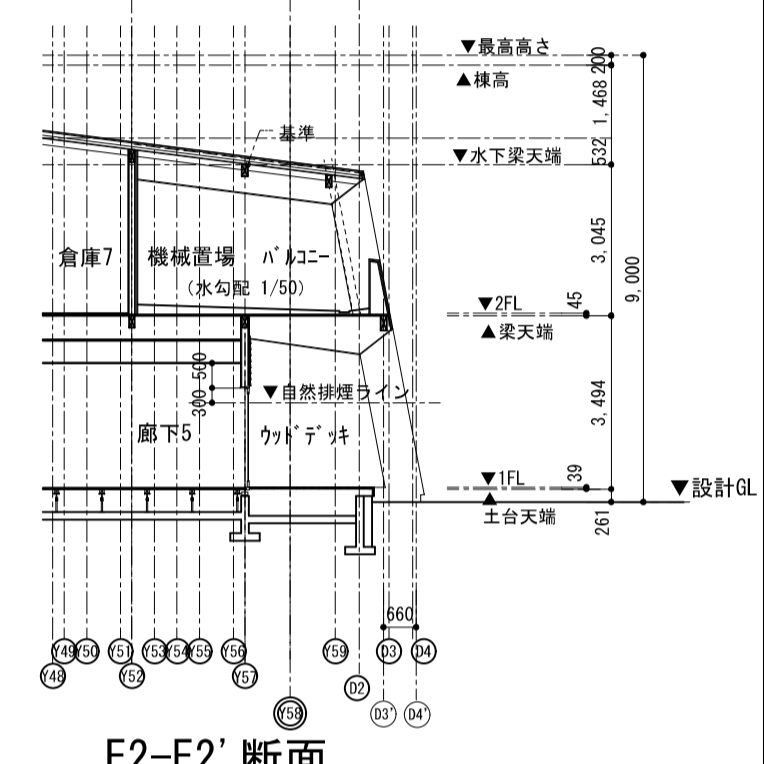 ▼最高高さ
200
▲棟高
1,468
基準
532
▼水下梁天端
3,045
倉庫7
機械置場 バルコニー
(水勾配 1/50)
9,000
▼2FL
45
▲梁天端
500
300
▼自然排煙ライン
3,494
廊下5
ウッドデッキ
▼1FL
39
▼設計GL
▲土台天端
261
660
Y49
Y50
Y51
Y53
Y54
Y55
Y56
Y59
D3
D4
Y48
Y52
Y57
D2
Y58
D3'
D4'
E2-E2' 断面